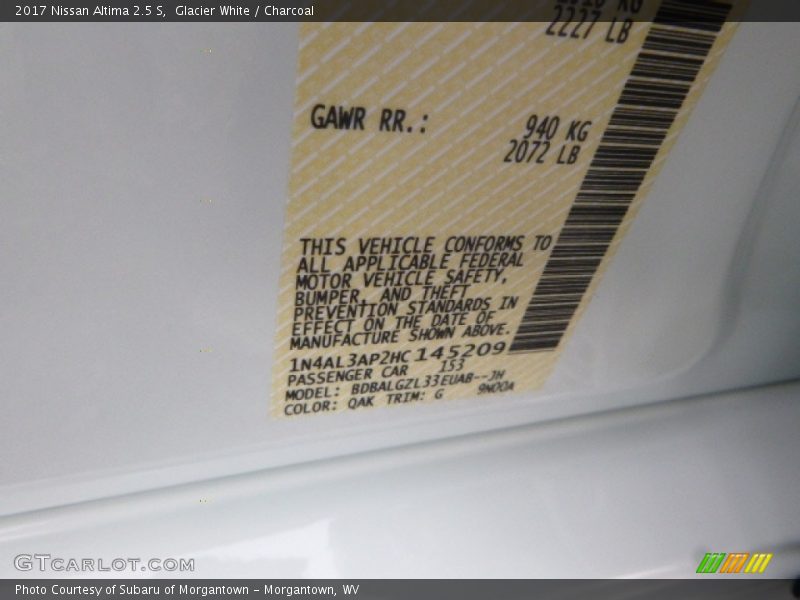 2017 Nissan Altima 2.5 S,  Glacier White / Charcoal
2227 LB
GAWR RR.:
940 KG
2072 LB
THIS VEHICLE CONFORMS TO
ALL APPLICABLE FEDERAL
MOTOR VEHICLE SAFETY,
BUMPER, AND THEFT
PREVENTION STANDARDS IN
EFFECT ON THE DATE OF
MANUFACTURE SHOWN ABOVE.
1N4AL3AP2HC145209
PASSENGER CAR 153
MODEL: BDBALGZL33EUAB--JH
COLOR: QAK TRIM: G 9N00A
GTCARLOT.COM
Photo Courtesy of Subaru of Morgantown - Morgantown, WV